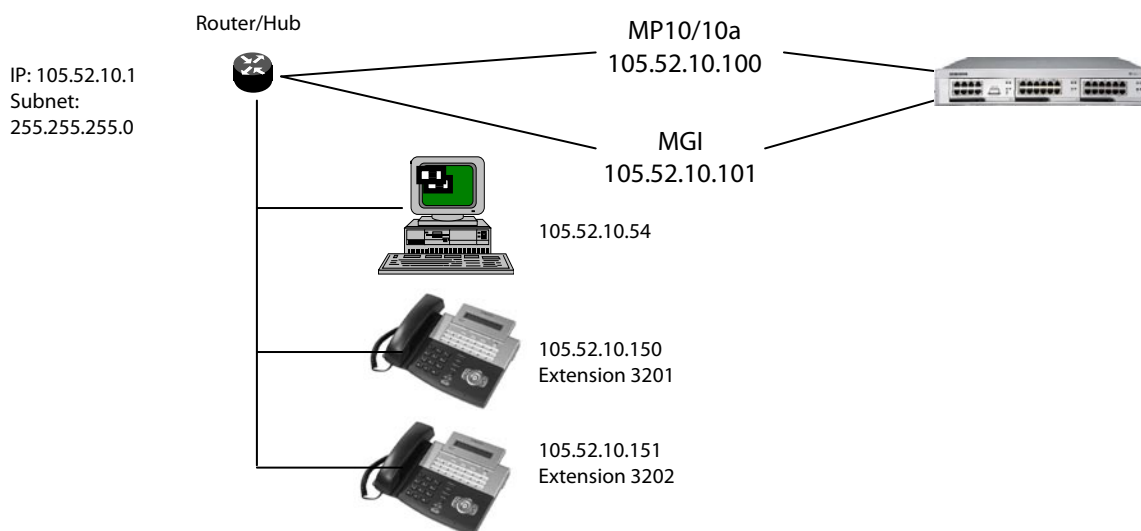 Router/Hub
IP: 105.52.10.1
Subnet:
255.255.255.0
MP10/10a
105.52.10.100
MGI
105.52.10.101
105.52.10.54
105.52.10.150
Extension 3201
105.52.10.151
Extension 3202